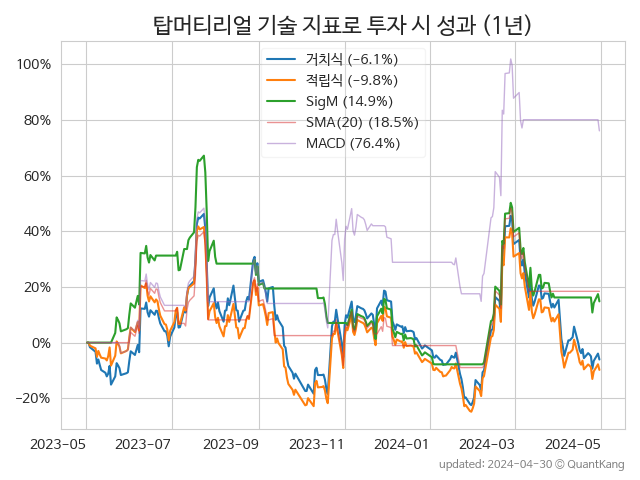 탑머티리얼 기술 지표로 투자 시 성과 (1년)
거치식 (-6.1%)
적립식 (-9.8%)
SigM (14.9%)
SMA(20) (18.5%)
MACD (76.4%)
100%
80%
60%
40%
20%
0%
-20%
2023-05
2023-07
2023-09
2023-11
2024-01
2024-03
2024-05
updated: 2024-04-30 © QuantKang